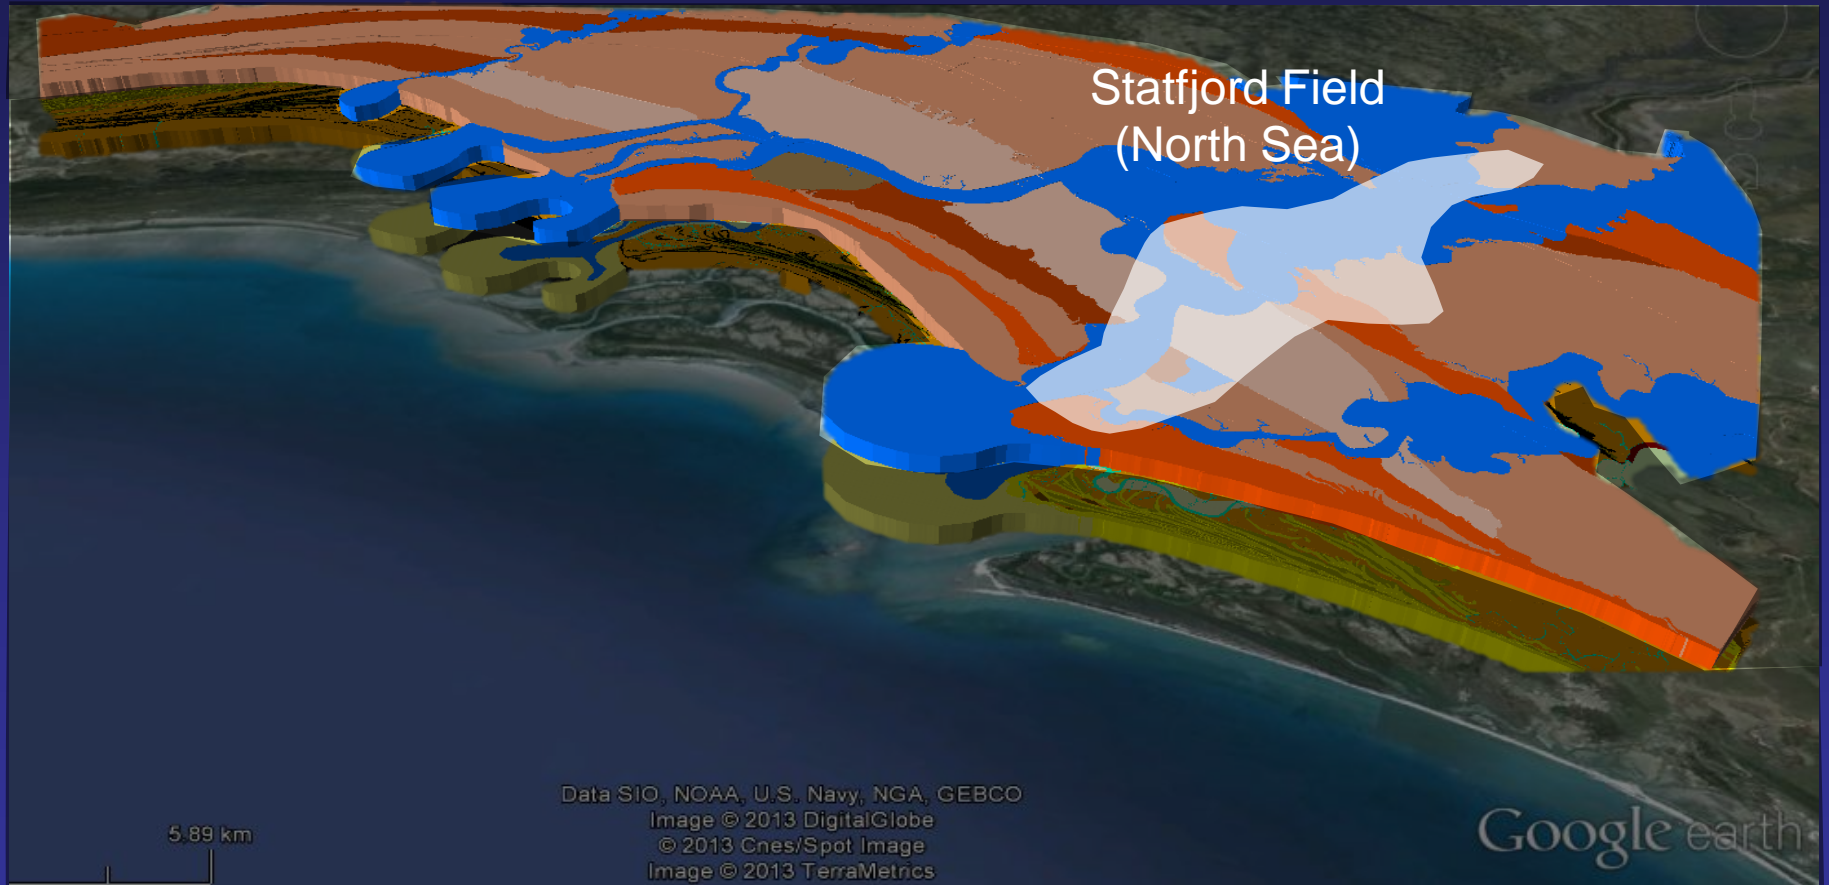 Statfjord Field
(North Sea)
Data SIO, NOAA, U.S. Navy, NGA, GEBCO
Image © 2013 DigitalGlobe
© 2013 Cnes/Spot Image
Image © 2013 TerraMetrics
5.89 km
Google earth